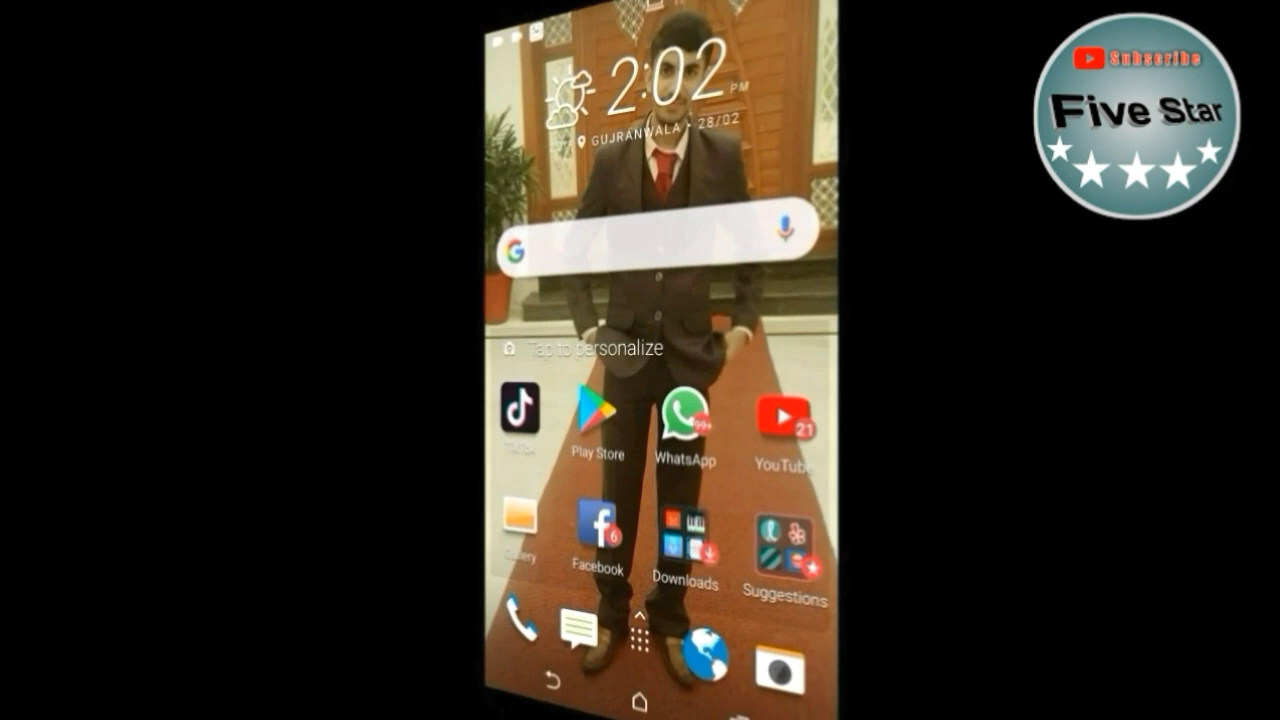 Subscribe
Five Star
2:02 PM
GUJRANWALA • 28/02
Tap to personalize
TikTok
Play Store
99+
WhatsApp
21
YouTube
Gallery
6
Facebook
Downloads
Suggestions